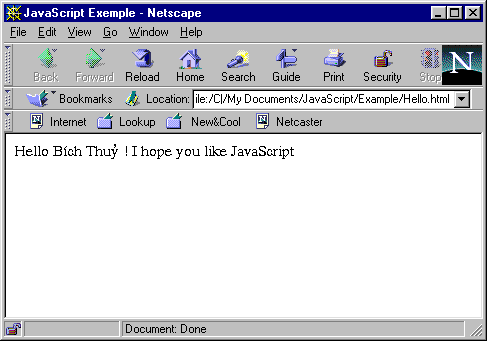 JavaScript Exemple - Netscape
File Edit View Go Window Help
Back Forward Reload Home Search Guide Print Security Stop N
Bookmarks Location: ile:/C|/My Documents/JavaScript/Example/Hello.html
Internet Lookup New&Cool Netcaster
Hello Bích Thuỷ ! I hope you like JavaScript
Document: Done